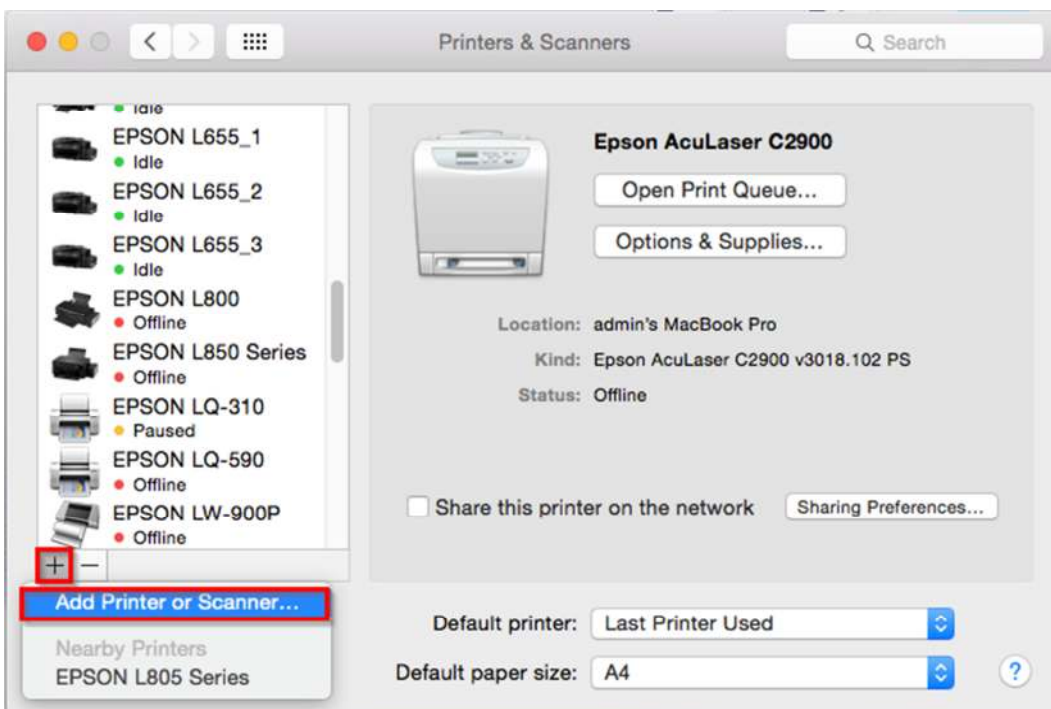 Printers & Scanners
Search
Idle
EPSON L655_1
Idle
EPSON L655_2
Idle
EPSON L655_3
Idle
EPSON L800
Offline
EPSON L850 Series
Offline
EPSON LQ-310
Paused
EPSON LQ-590
Offline
EPSON LW-900P
Offline
+ −
Add Printer or Scanner...
Nearby Printers
EPSON L805 Series
Epson AcuLaser C2900
Open Print Queue...
Options & Supplies...
Location: admin's MacBook Pro
Kind: Epson AcuLaser C2900 v3018.102 PS
Status: Offline
Share this printer on the network
Sharing Preferences...
Default printer: Last Printer Used
Default paper size: A4
?